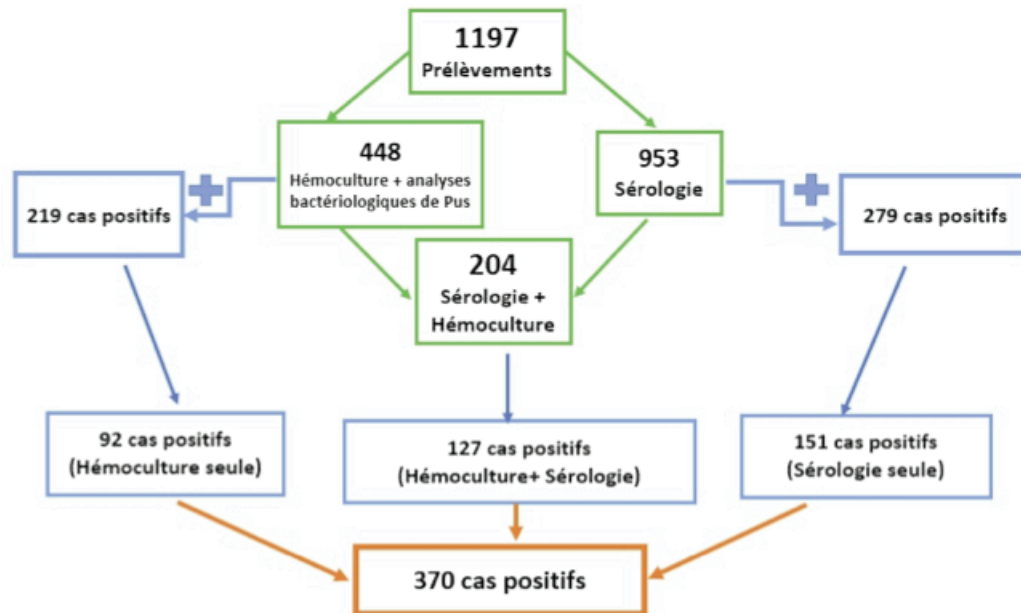 1197
Prélèvements
448
Hémoculture + analyses
bactériologiques de Pus
953
Sérologie
219 cas positifs
279 cas positifs
204
Sérologie +
Hémoculture
92 cas positifs
(Hémoculture seule)
127 cas positifs
(Hémoculture+ Sérologie)
151 cas positifs
(Sérologie seule)
370 cas positifs